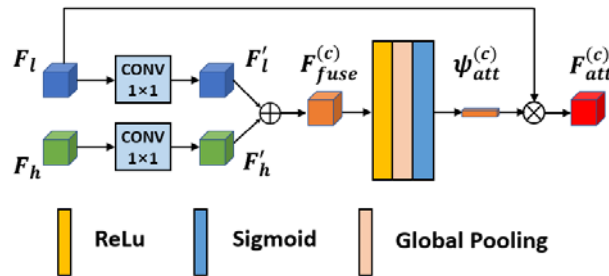 F_l
CONV
1×1
F'_l
F_fuse^(c)
ψ_att^(c)
F_att^(c)
F_h
CONV
1×1
F'_h
ReLu
Sigmoid
Global Pooling